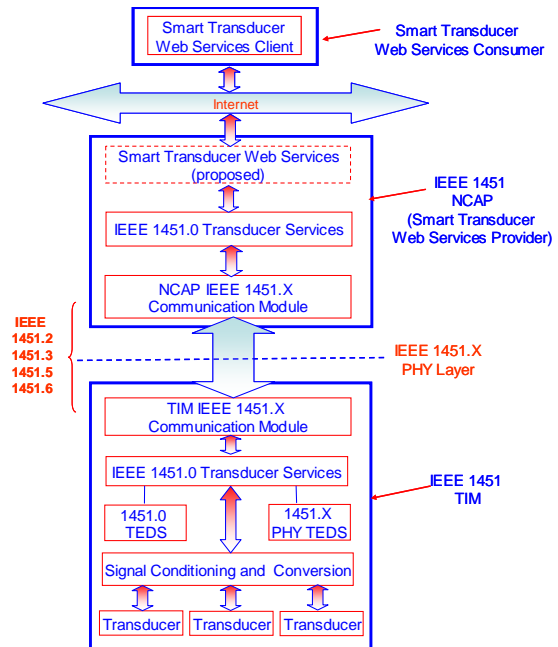 Smart Transducer
Web Services Client
Smart Transducer
Web Services Consumer
Internet
Smart Transducer Web Services
(proposed)
IEEE 1451.0 Transducer Services
NCAP IEEE 1451.X
Communication Module
IEEE 1451
NCAP
(Smart Transducer
Web Services Provider)
IEEE
1451.2
1451.3
1451.5
1451.6
IEEE 1451.X
PHY Layer
TIM IEEE 1451.X
Communication Module
IEEE 1451.0 Transducer Services
1451.0
TEDS
1451.X
PHY TEDS
IEEE 1451
TIM
Signal Conditioning and Conversion
Transducer
Transducer
Transducer